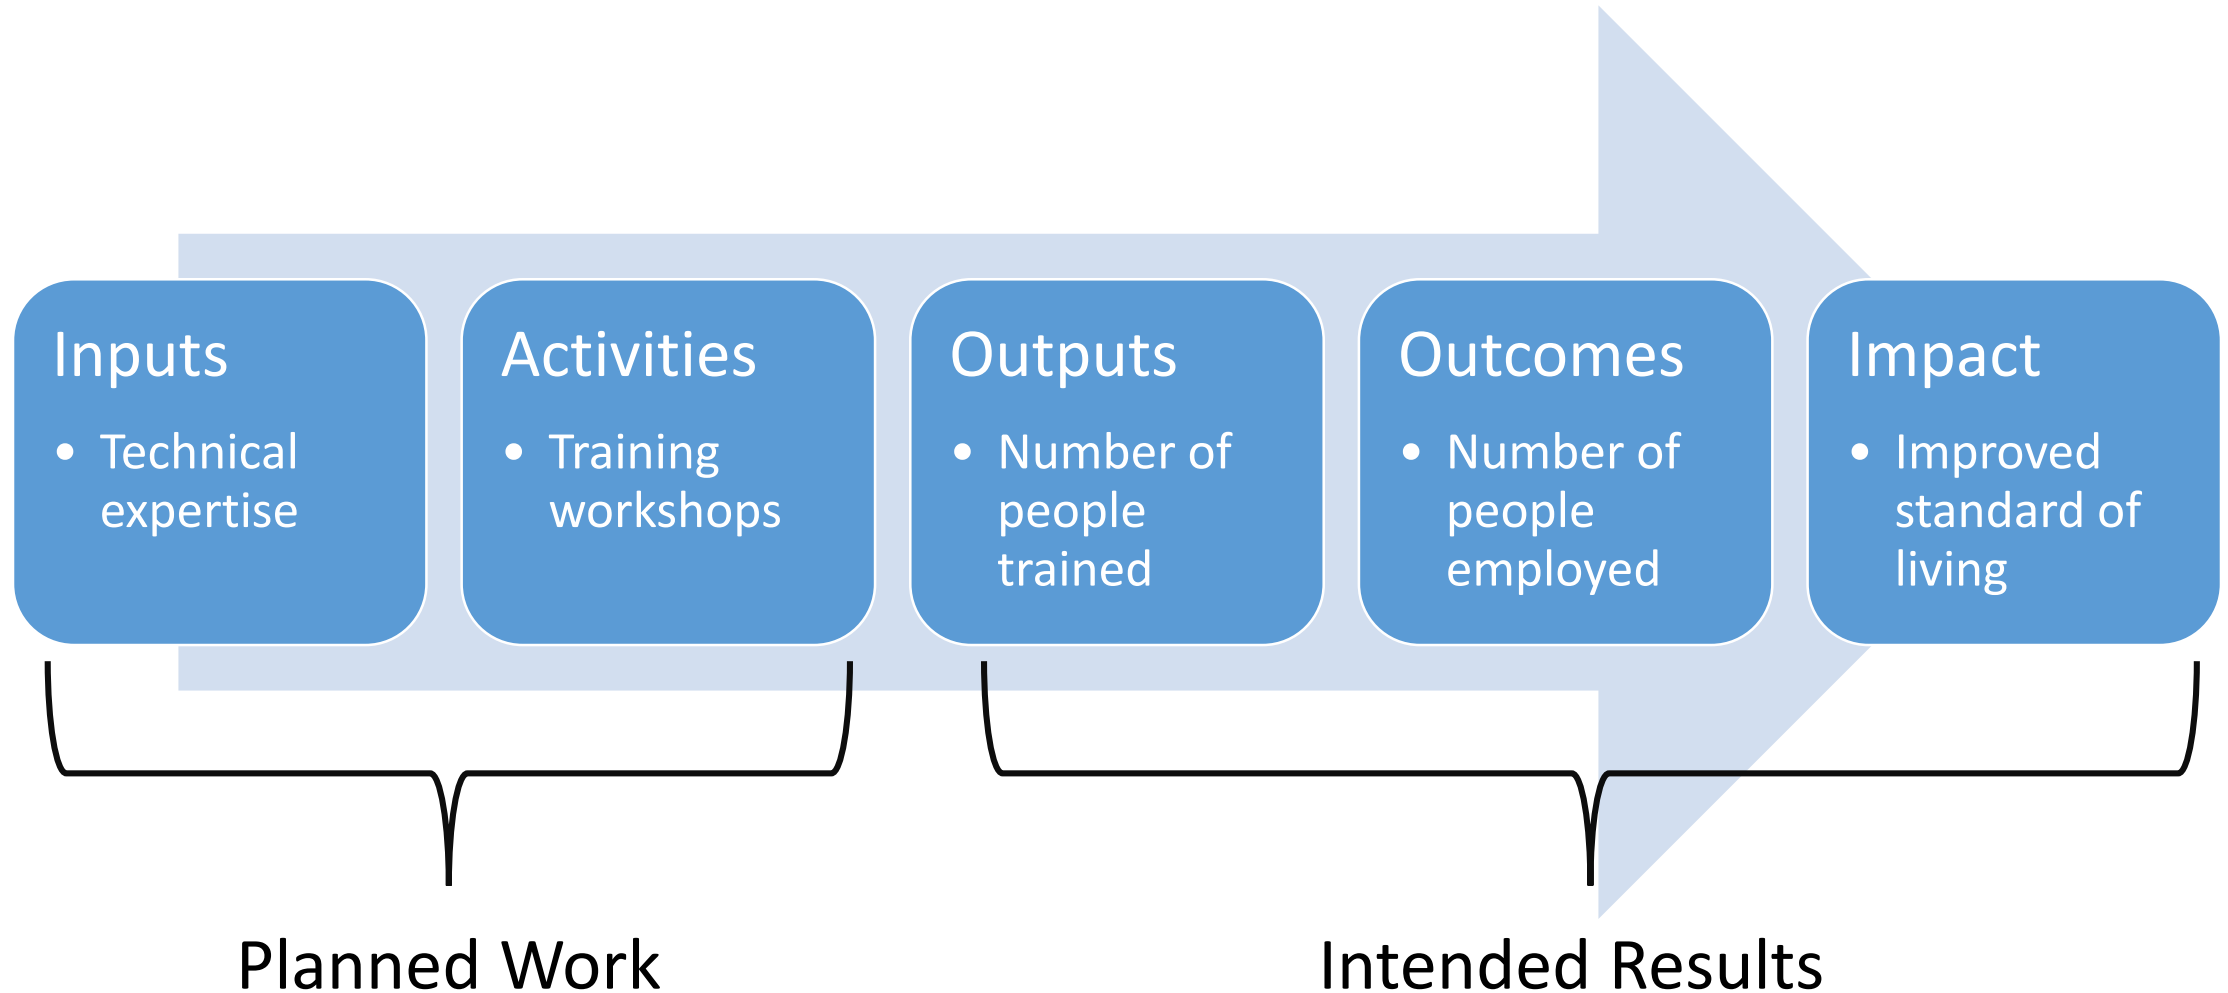 Inputs
• Technical
expertise
Activities
• Training
workshops
Outputs
• Number of
people
trained
Outcomes
• Number of
people
employed
Impact
• Improved
standard of
living
Planned Work
Intended Results